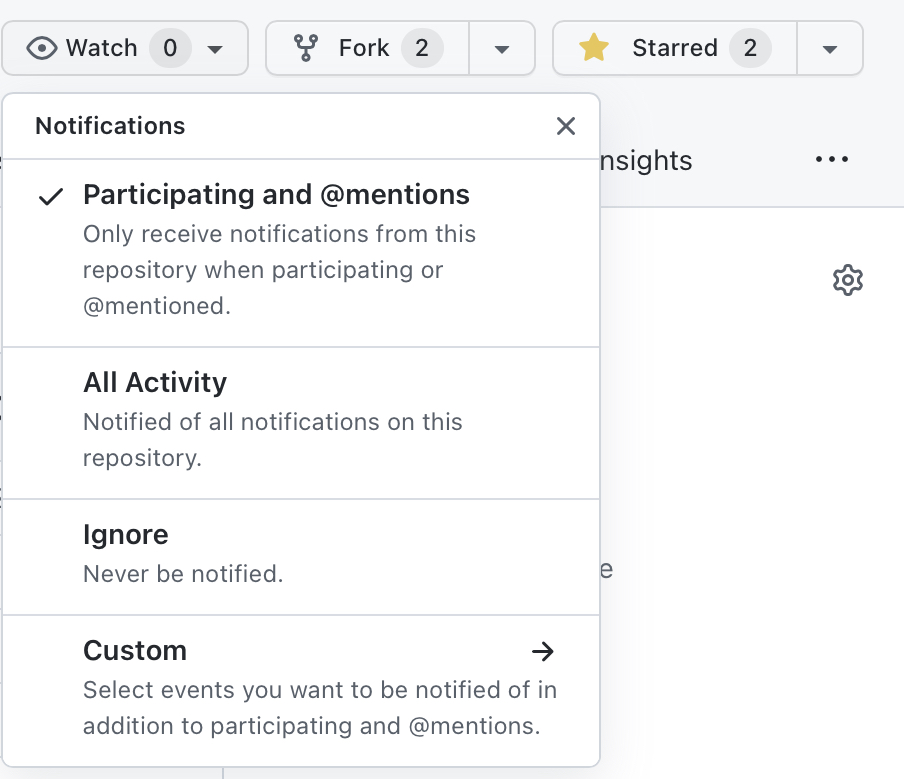 Watch 0 Fork 2 Starred 2
Notifications
nsights
Participating and @mentions
Only receive notifications from this
repository when participating or
@mentioned.
All Activity
Notified of all notifications on this
repository.
Ignore
Never be notified.
e
Custom
Select events you want to be notified of in
addition to participating and @mentions.